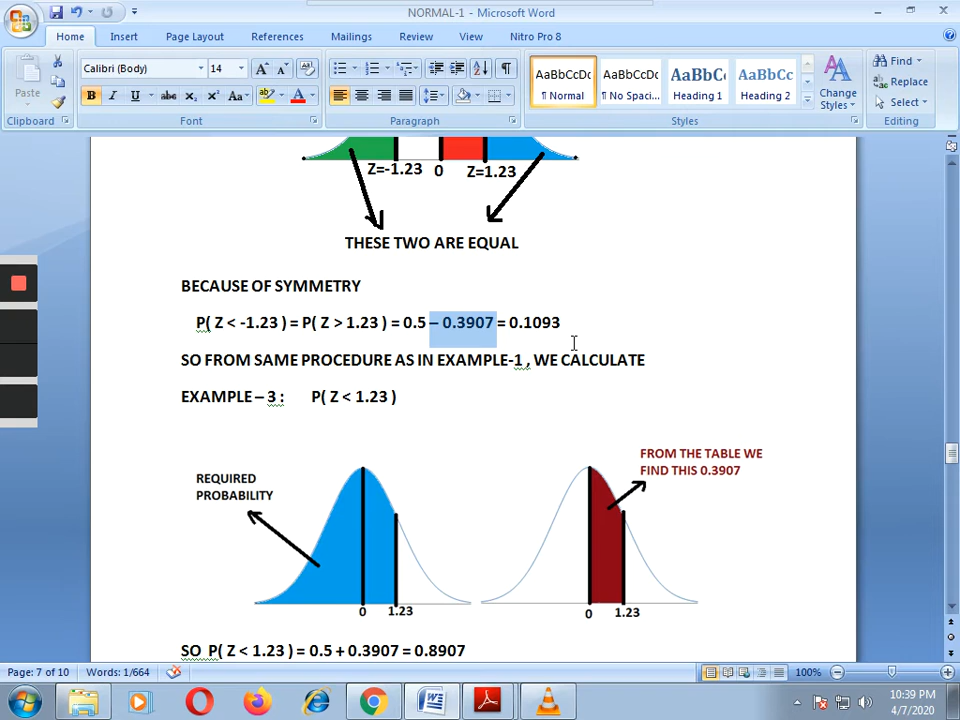 NORMAL-1 - Microsoft Word
Home Insert Page Layout References Mailings Review View Nitro Pro 8
Paste
Calibri (Body) 14
B I U abc X₂ X² Aa
AaBbCcDc AaBbCcDc AaBbC AaBbCc
¶ Normal ¶ No Spaci... Heading 1 Heading 2
Change Styles
Find
Replace
Select
Clipboard Font Paragraph Styles Editing
Z=-1.23 0 Z=1.23
THESE TWO ARE EQUAL
BECAUSE OF SYMMETRY
P( Z < -1.23 ) = P( Z > 1.23 ) = 0.5 – 0.3907 = 0.1093
SO FROM SAME PROCEDURE AS IN EXAMPLE-1 , WE CALCULATE
EXAMPLE – 3 : P( Z < 1.23 )
REQUIRED
PROBABILITY
FROM THE TABLE WE
FIND THIS 0.3907
0 1.23
0 1.23
SO P( Z < 1.23 ) = 0.5 + 0.3907 = 0.8907
Page: 7 of 10 Words: 1/664 100%
10:39 PM
4/7/2020